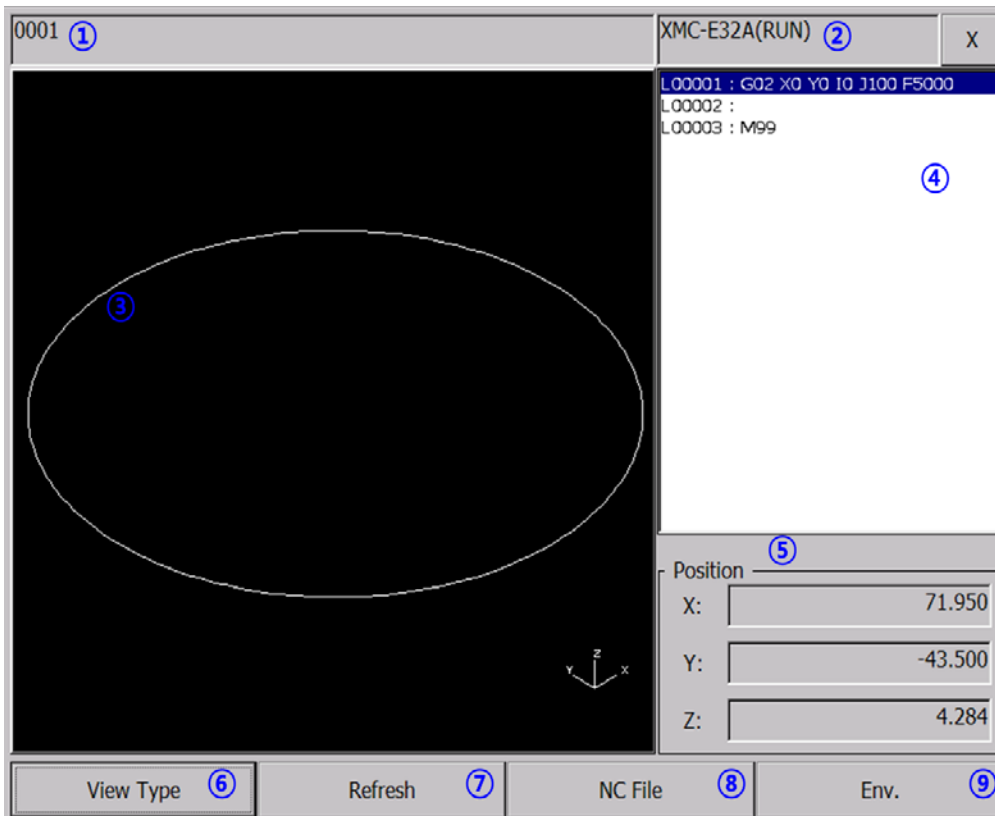 0001 ①
XMC-E32A(RUN) ②
X
L00001 : G02 X0 Y0 I0 J100 F5000
L00002 :
L00003 : M99
④
③
⑤
Position
X: 71.950
Y: -43.500
Z: 4.284
Z
Y X
View Type ⑥
Refresh ⑦
NC File ⑧
Env. ⑨